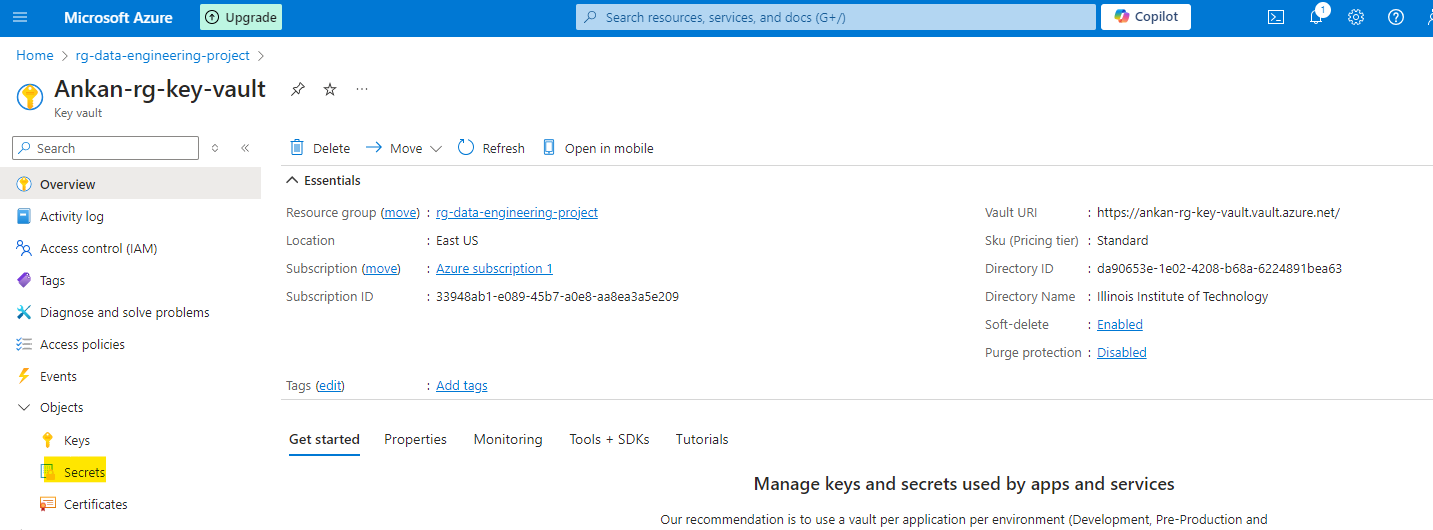 Microsoft Azure
Upgrade
Search resources, services, and docs (G+/)
Copilot
1
Home > rg-data-engineering-project >
Ankan-rg-key-vault
Key vault
Search
Delete
Move
Refresh
Open in mobile
Overview
Activity log
Access control (IAM)
Tags
Diagnose and solve problems
Access policies
Events
Objects
Keys
Secrets
Certificates
Essentials
Resource group (move) : rg-data-engineering-project
Location : East US
Subscription (move) : Azure subscription 1
Subscription ID : 33948ab1-e089-45b7-a0e8-aa8ea3a5e209
Vault URI : https://ankan-rg-key-vault.vault.azure.net/
Sku (Pricing tier) : Standard
Directory ID : da90653e-1e02-4208-b68a-6224891bea63
Directory Name : Illinois Institute of Technology
Soft-delete : Enabled
Purge protection : Disabled
Tags (edit) : Add tags
Get started
Properties
Monitoring
Tools + SDKs
Tutorials
Manage keys and secrets used by apps and services
Our recommendation is to use a vault per application per environment (Development, Pre-Production and